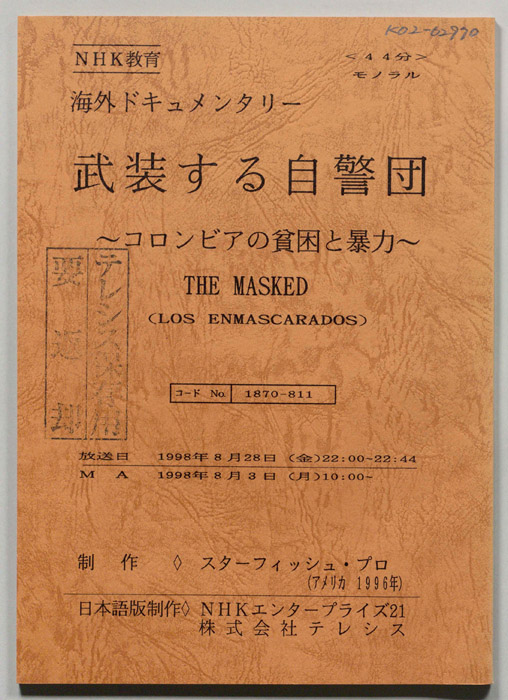 K02-62970
NHK教育
<44分>
モノラル
海外ドキュメンタリー
武装する自警団
～コロンビアの貧困と暴力～
THE MASKED
(LOS ENMASCARADOS)
テレシス保存用
要返却
コード No. 1870-811
放送日 1998年8月28日 (金)22:00~22:44
MA 1998年8月3日 (月)10:00~
制作◇スターフィッシュ・プロ
(アメリカ 1996年)
日本語版制作◇NHKエンタープライズ21
株式会社テレシス